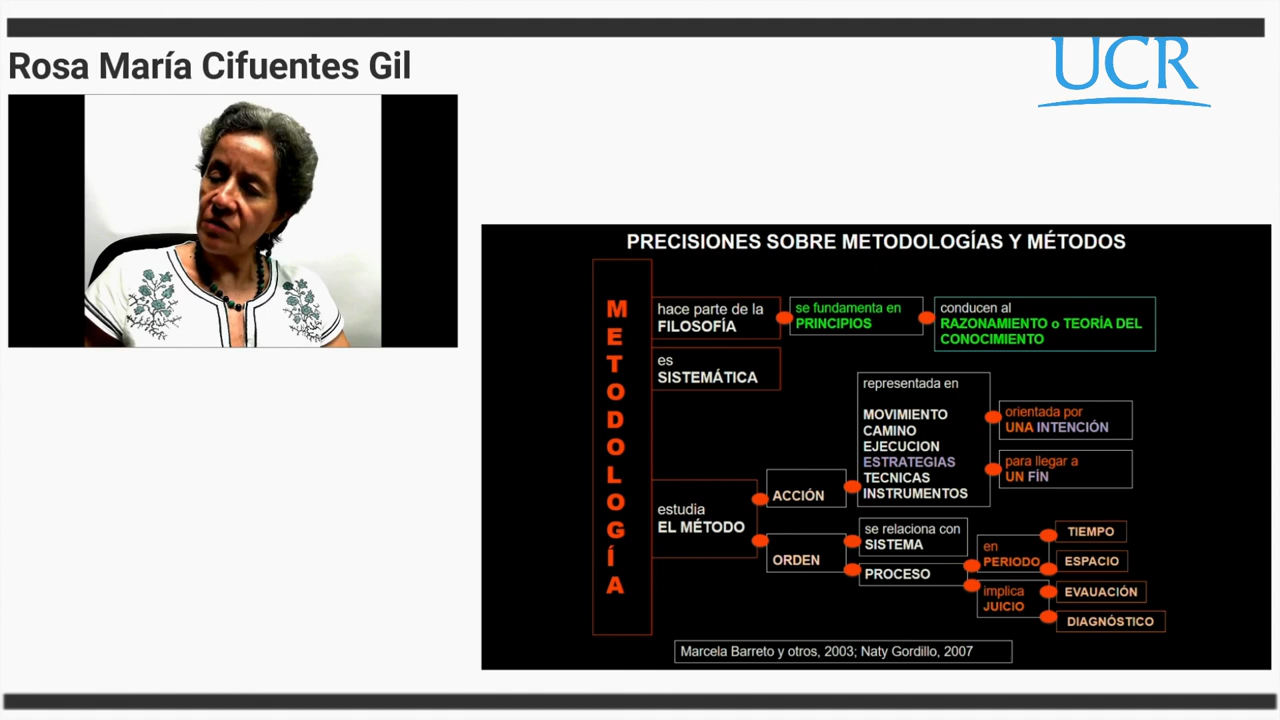 Rosa María Cifuentes Gil
UCR
PRECISIONES SOBRE METODOLOGÍAS Y MÉTODOS
METODOLOGÍA
hace parte de la
FILOSOFÍA
se fundamenta en
PRINCIPIOS
conducen al
RAZONAMIENTO o TEORÍA DEL
CONOCIMIENTO
es
SISTEMÁTICA
estudia
EL MÉTODO
ACCIÓN
representada en
MOVIMIENTO
CAMINO
EJECUCION
ESTRATEGIAS
TECNICAS
INSTRUMENTOS
orientada por
UNA INTENCIÓN
para llegar a
UN FÍN
ORDEN
se relaciona con
SISTEMA
PROCESO
en
PERIODO
TIEMPO
ESPACIO
implica
JUICIO
EVAUACIÓN
DIAGNÓSTICO
Marcela Barreto y otros, 2003; Naty Gordillo, 2007